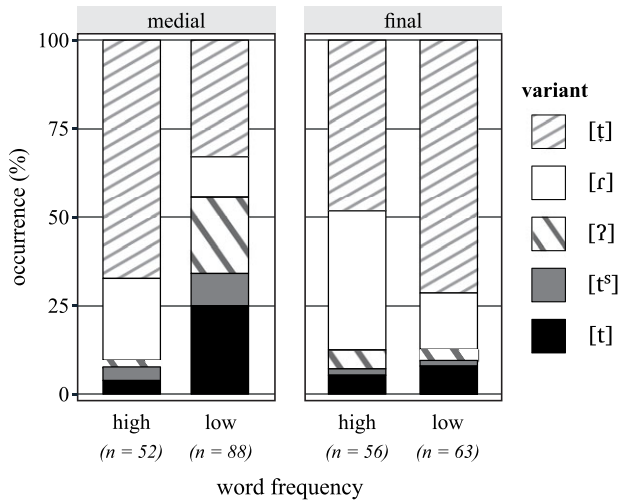 medial
final
occurrence (%)
100
75
50
25
0
high
low
high
low
(n = 52)
(n = 88)
(n = 56)
(n = 63)
word frequency
variant
[t̞]
[ɾ]
[ʔ]
[tˢ]
[t]